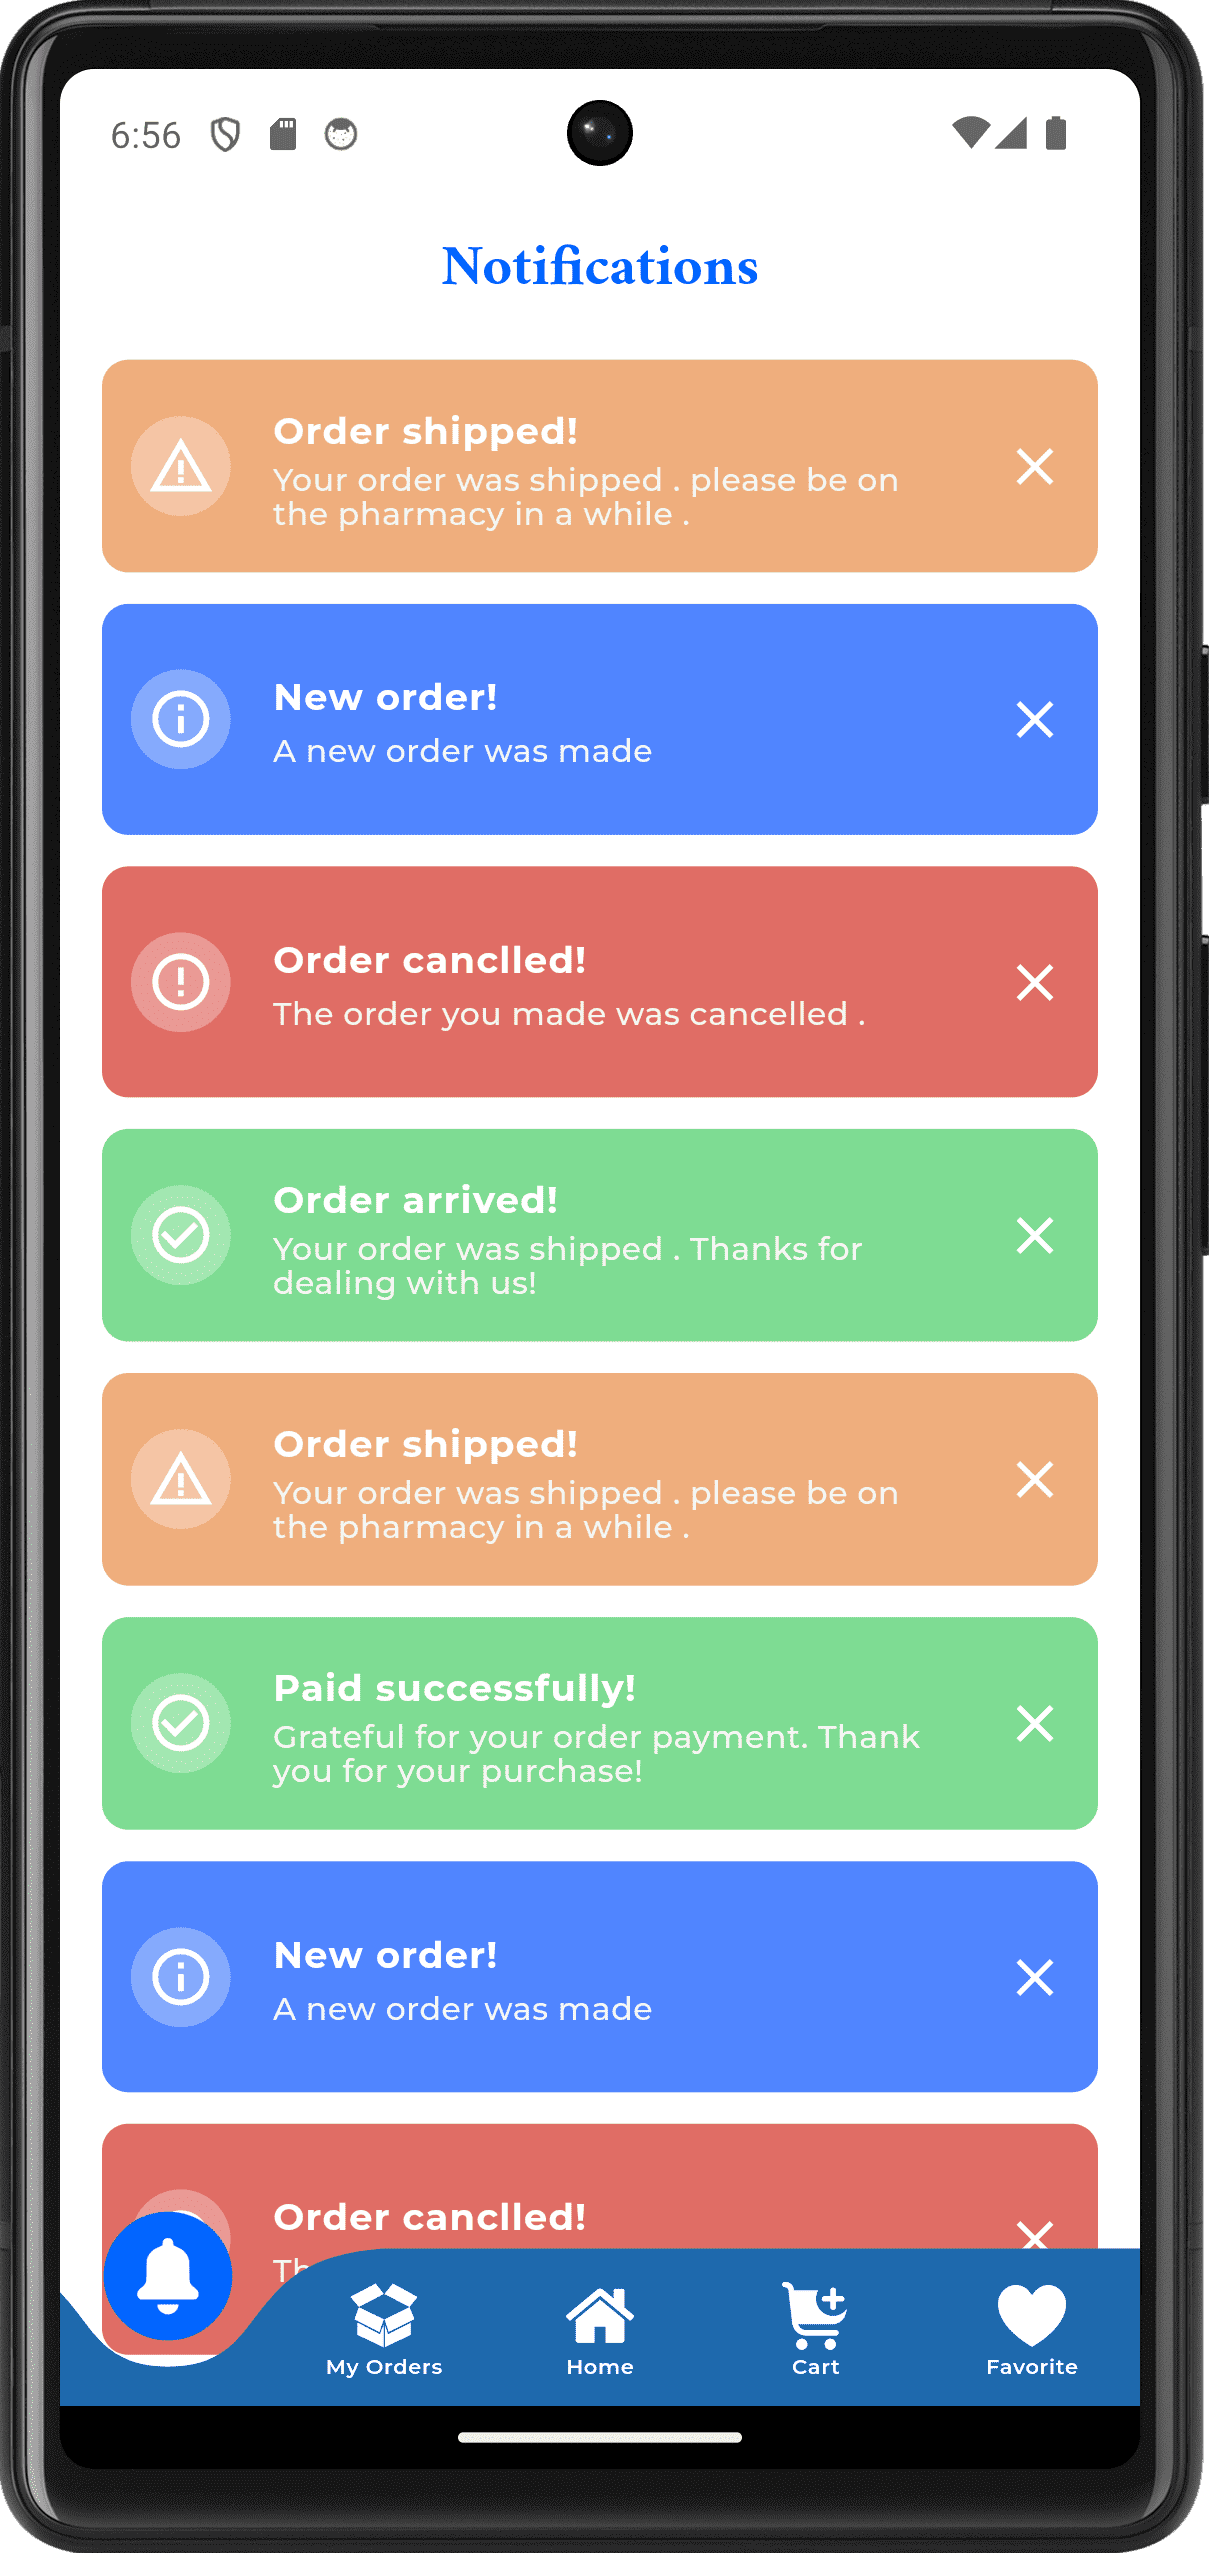 6:56
Notifications
Order shipped!
Your order was shipped . please be on
the pharmacy in a while .
New order!
A new order was made
Order canclled!
The order you made was cancelled .
Order arrived!
Your order was shipped . Thanks for
dealing with us!
Order shipped!
Your order was shipped . please be on
the pharmacy in a while .
Paid successfully!
Grateful for your order payment. Thank
you for your purchase!
New order!
A new order was made
Order canclled!
My Orders
Home
Cart
Favorite